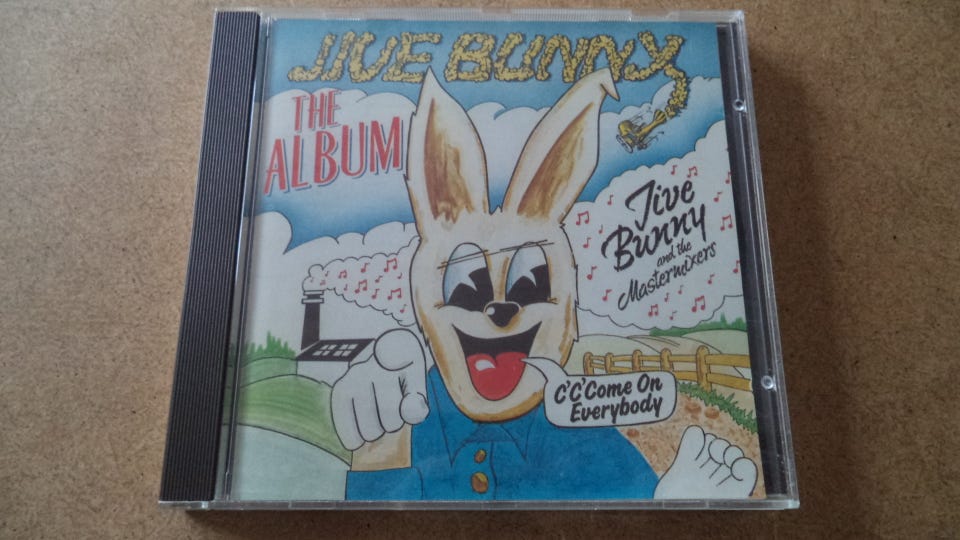 JIVE BUNNY
THE
ALBUM
Jive
Bunny
and the
Mastermixers
C'C'Come On
Everybody